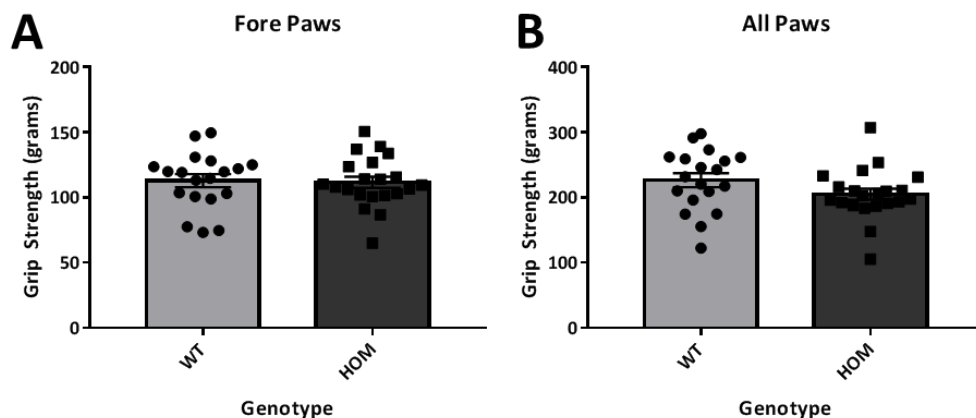 A
Fore Paws
Grip Strength (grams)
200
150
100
50
0
WT
HOM
Genotype
B
All Paws
Grip Strength (grams)
400
300
200
100
0
WT
HOM
Genotype